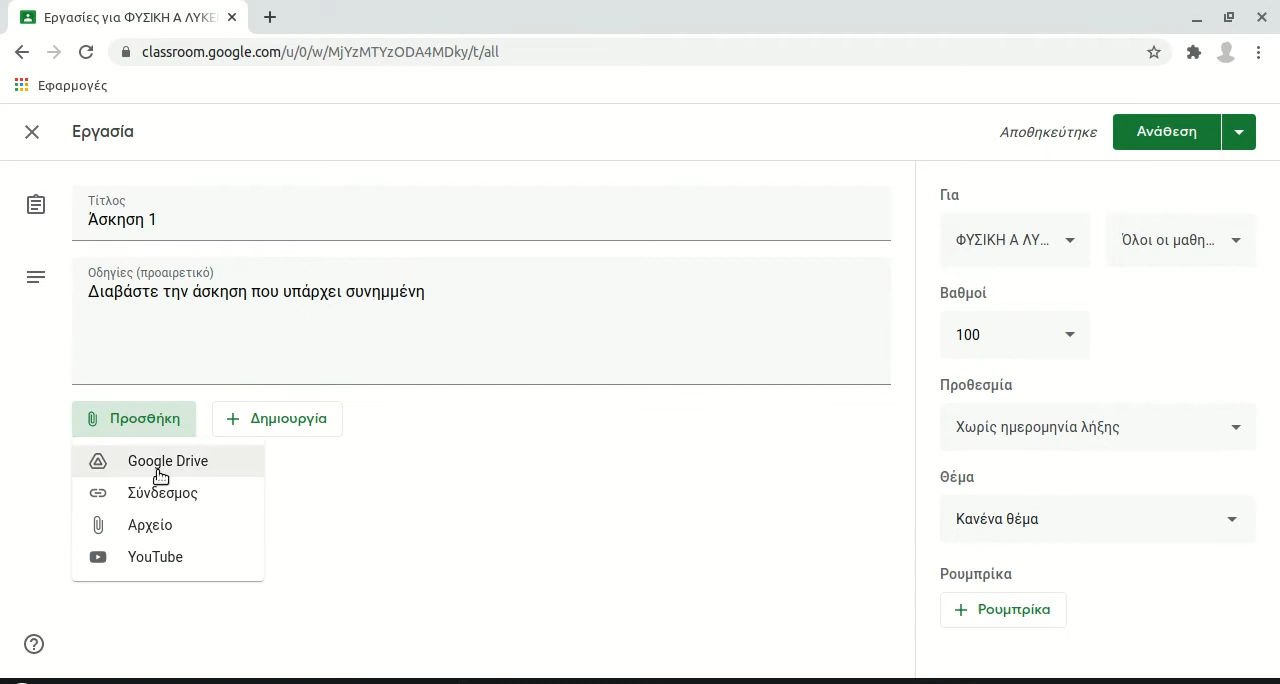 Εργασίες για ΦΥΣΙΚΗ Α ΛΥΚΕΙ
classroom.google.com/u/0/w/MjYzMTYzODA4MDky/t/all
Εφαρμογές
Εργασία
Αποθηκεύτηκε
Ανάθεση
Τίτλος
Άσκηση 1
Οδηγίες (προαιρετικό)
Διαβάστε την άσκηση που υπάρχει συνημμένη
Προσθήκη
Δημιουργία
Google Drive
Σύνδεσμος
Αρχείο
YouTube
Για
ΦΥΣΙΚΗ Α ΛΥ...
Όλοι οι μαθη...
Βαθμοί
100
Προθεσμία
Χωρίς ημερομηνία λήξης
Θέμα
Κανένα θέμα
Ρουμπρίκα
Ρουμπρίκα